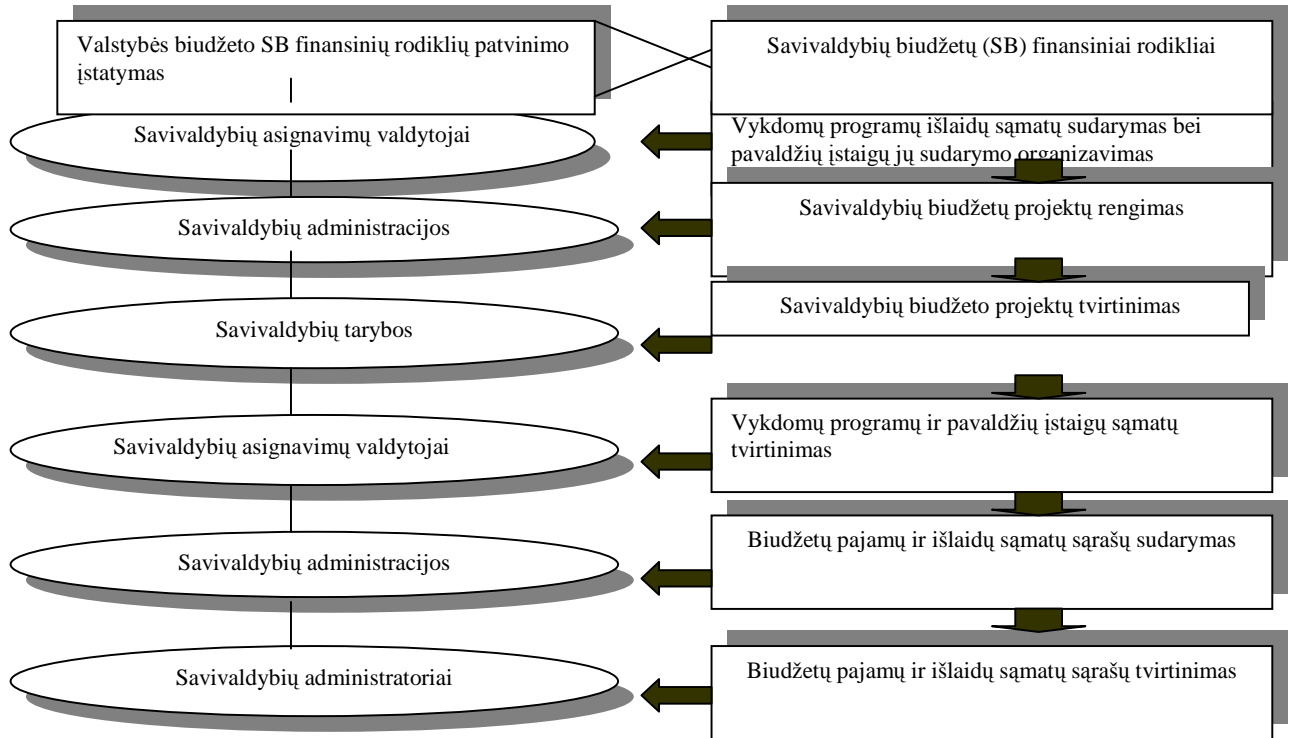 Valstybės biudžeto SB finansinių rodiklių patvinimo
įstatymas
Savivaldybių biudžetų (SB) finansiniai rodikliai
Savivaldybių asignavimų valdytojai
Vykdomų programų išlaidų sąmatų sudarymas bei
pavaldžių įstaigų jų sudarymo organizavimas
Savivaldybių administracijos
Savivaldybių biudžetų projektų rengimas
Savivaldybių tarybos
Savivaldybių biudžeto projektų tvirtinimas
Savivaldybių asignavimų valdytojai
Vykdomų programų ir pavaldžių įstaigų sąmatų
tvirtinimas
Savivaldybių administracijos
Biudžetų pajamų ir išlaidų sąmatų sąrašų sudarymas
Savivaldybių administratoriai
Biudžetų pajamų ir išlaidų sąmatų sąrašų tvirtinimas